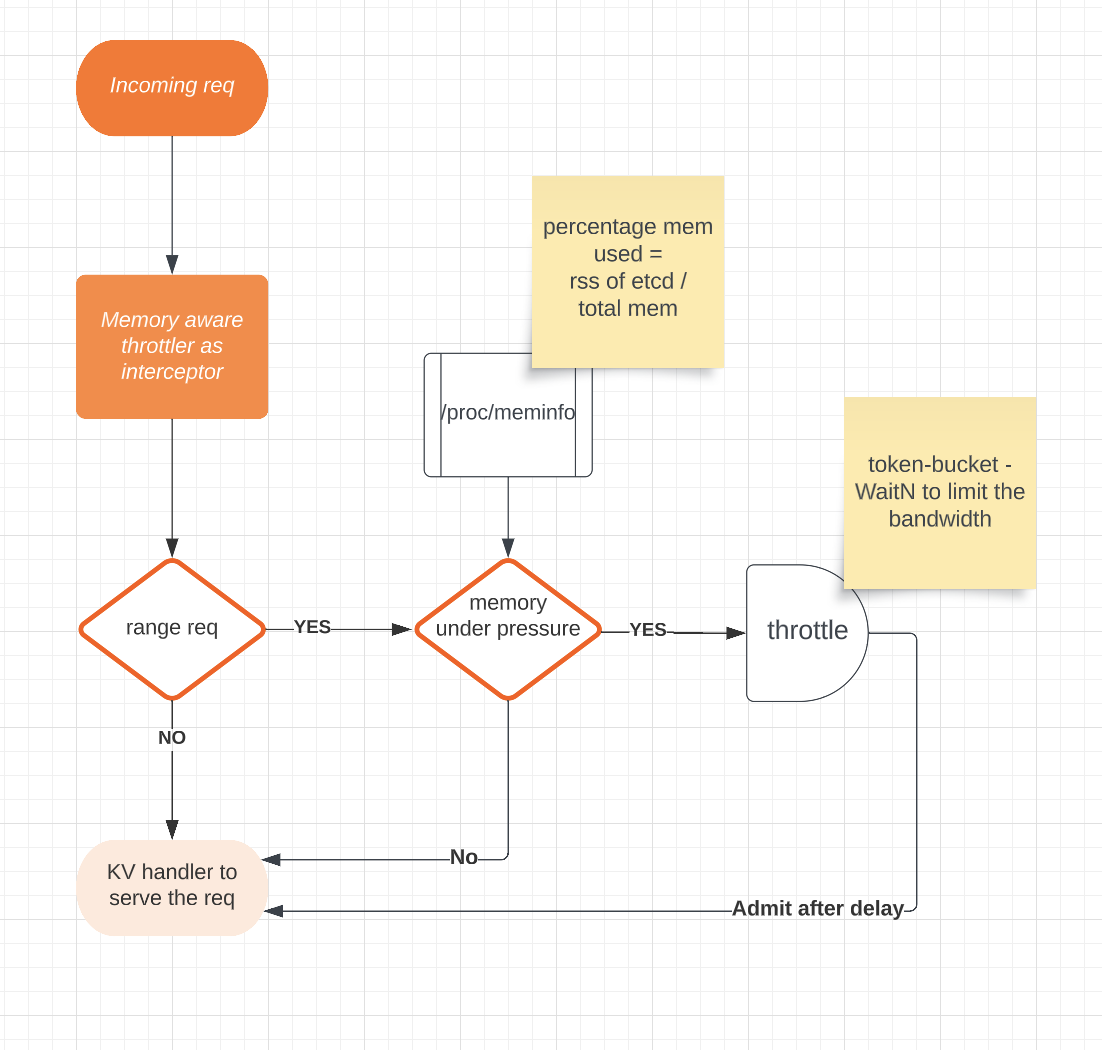 Incoming req
percentage mem
used =
rss of etcd /
total mem
Memory aware
throttler as
interceptor
/proc/meminfo
token-bucket -
WaitN to limit the
bandwidth
range req
YES
memory
under pressure
YES
throttle
NO
No
KV handler to
serve the req
Admit after delay